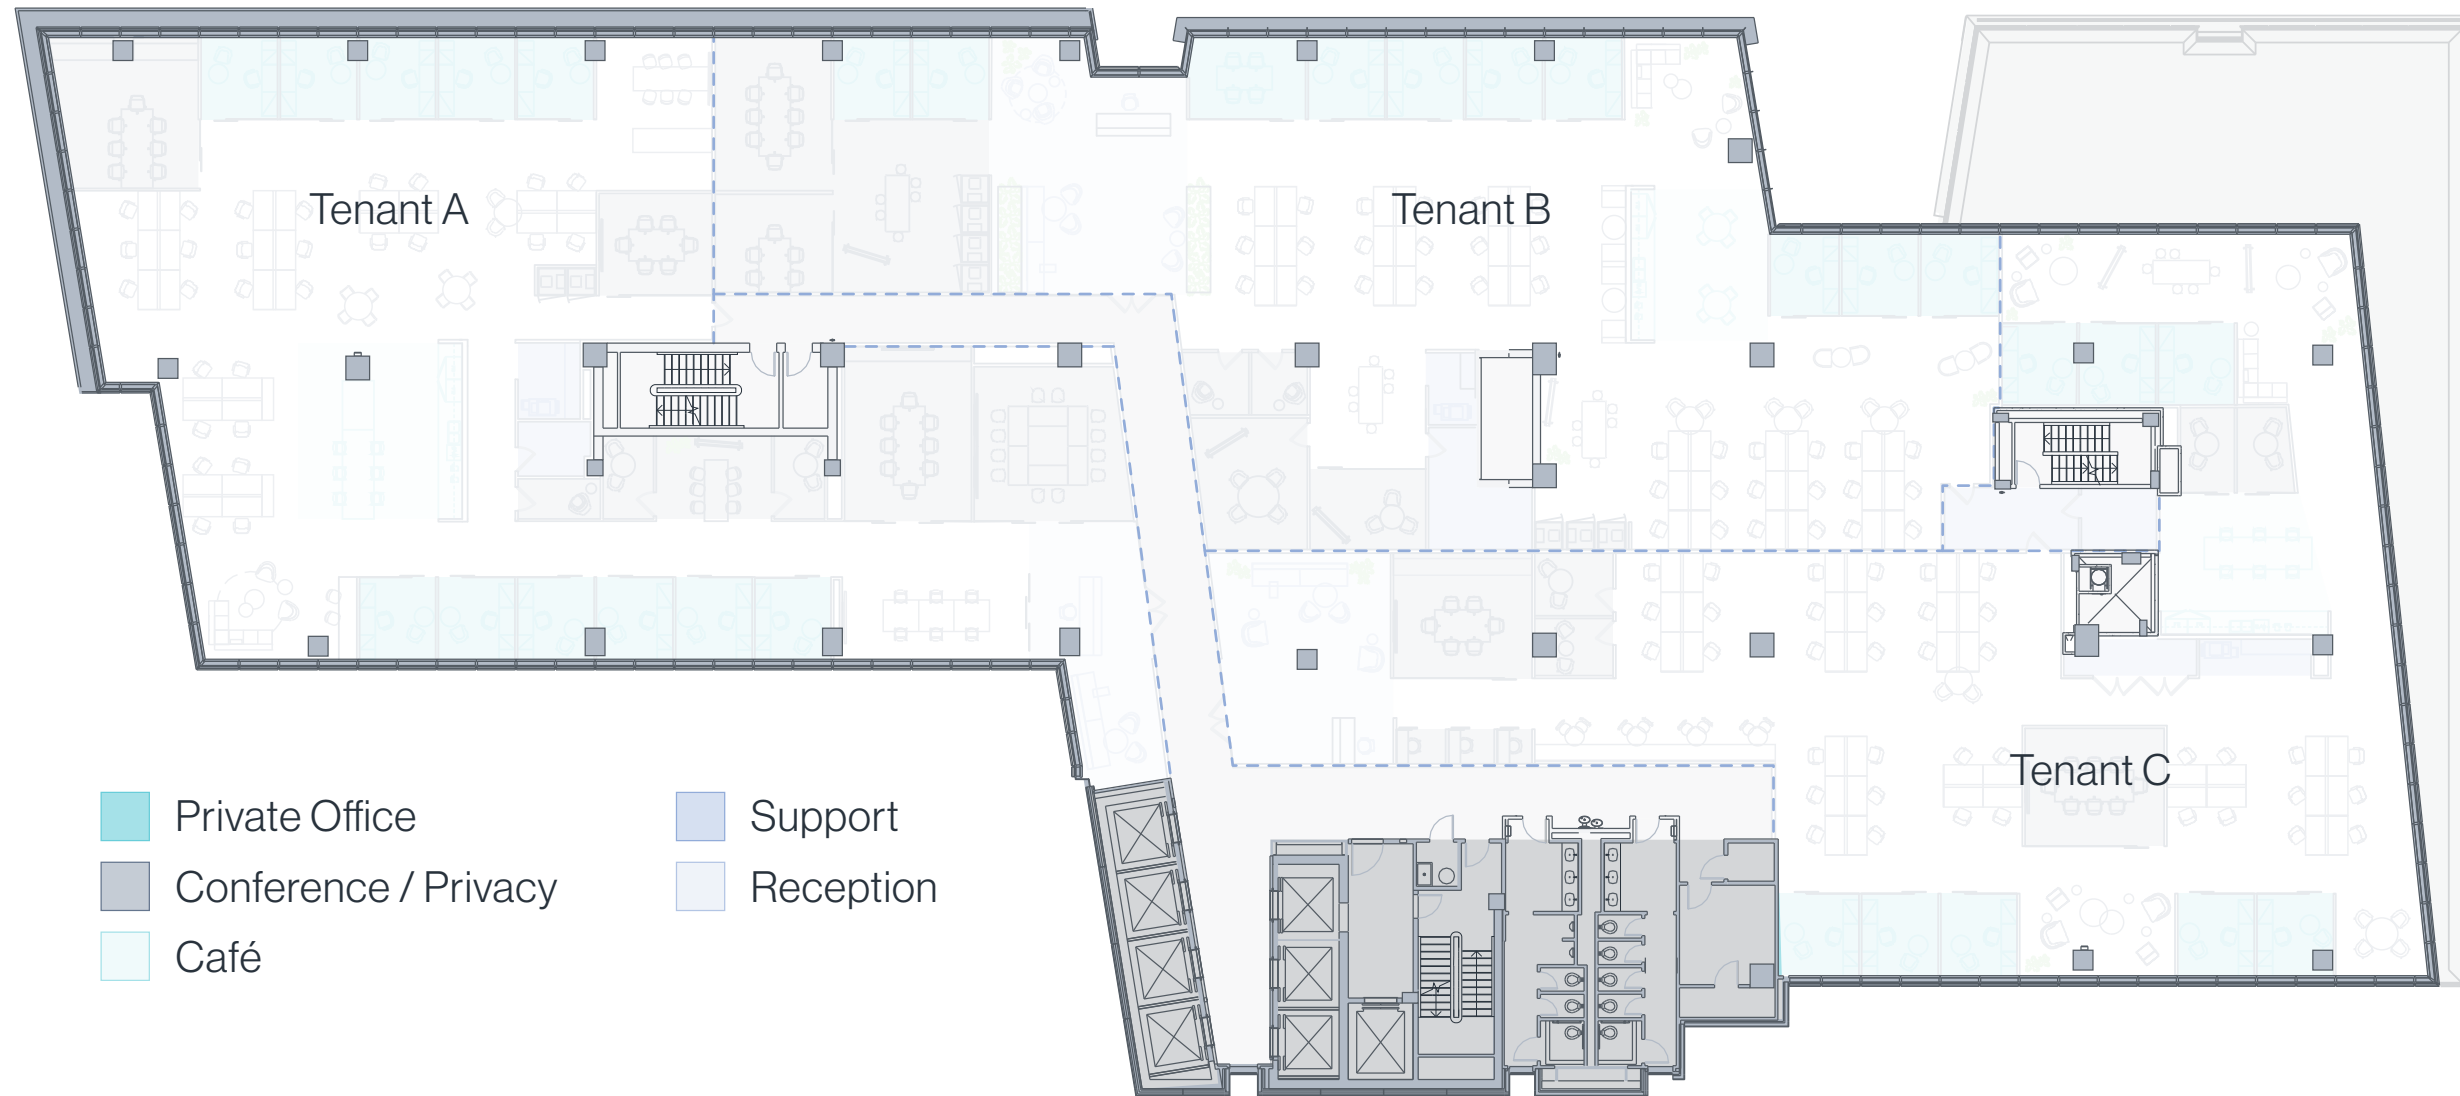 Tenant A
Tenant B
Tenant C
Private Office
Conference / Privacy
Café
Support
Reception